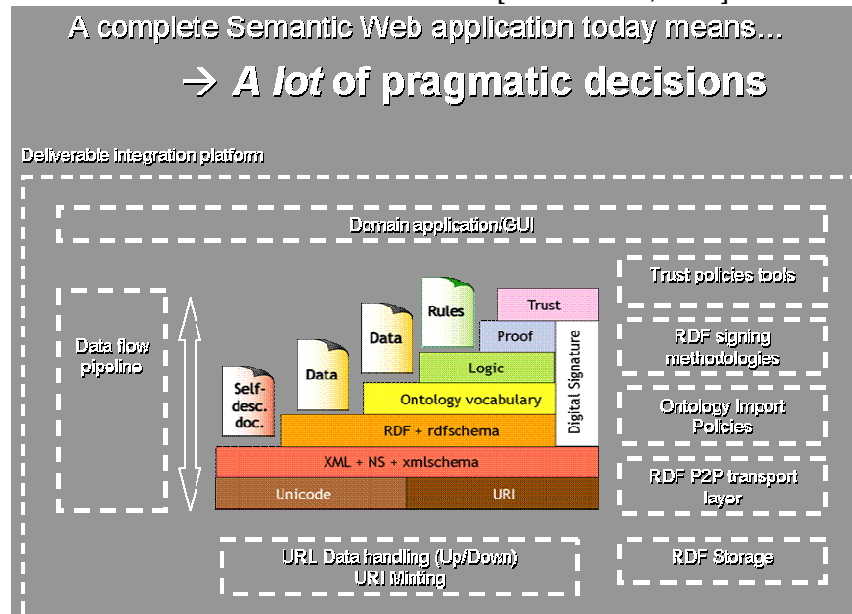 A complete Semantic Web application today means...
→ A lot of pragmatic decisions
Deliverable integration platform
Domain application/GUI
Data flow
pipeline
Self-
desc.
doc.
Data
Data
Rules
Trust
Proof
Logic
Ontology vocabulary
RDF + rdfschema
XML + NS + xmlschema
Unicode
URI
Digital Signature
Trust policies tools
RDF signing
methodologies
Ontology Import
Policies
RDF P2P transport
layer
RDF Storage
URL Data handling (Up/Down)
URI Minting